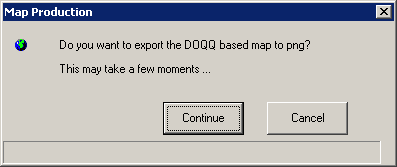 Map Production
Do you want to export the DOQQ based map to png?
This may take a few moments ...
Continue
Cancel